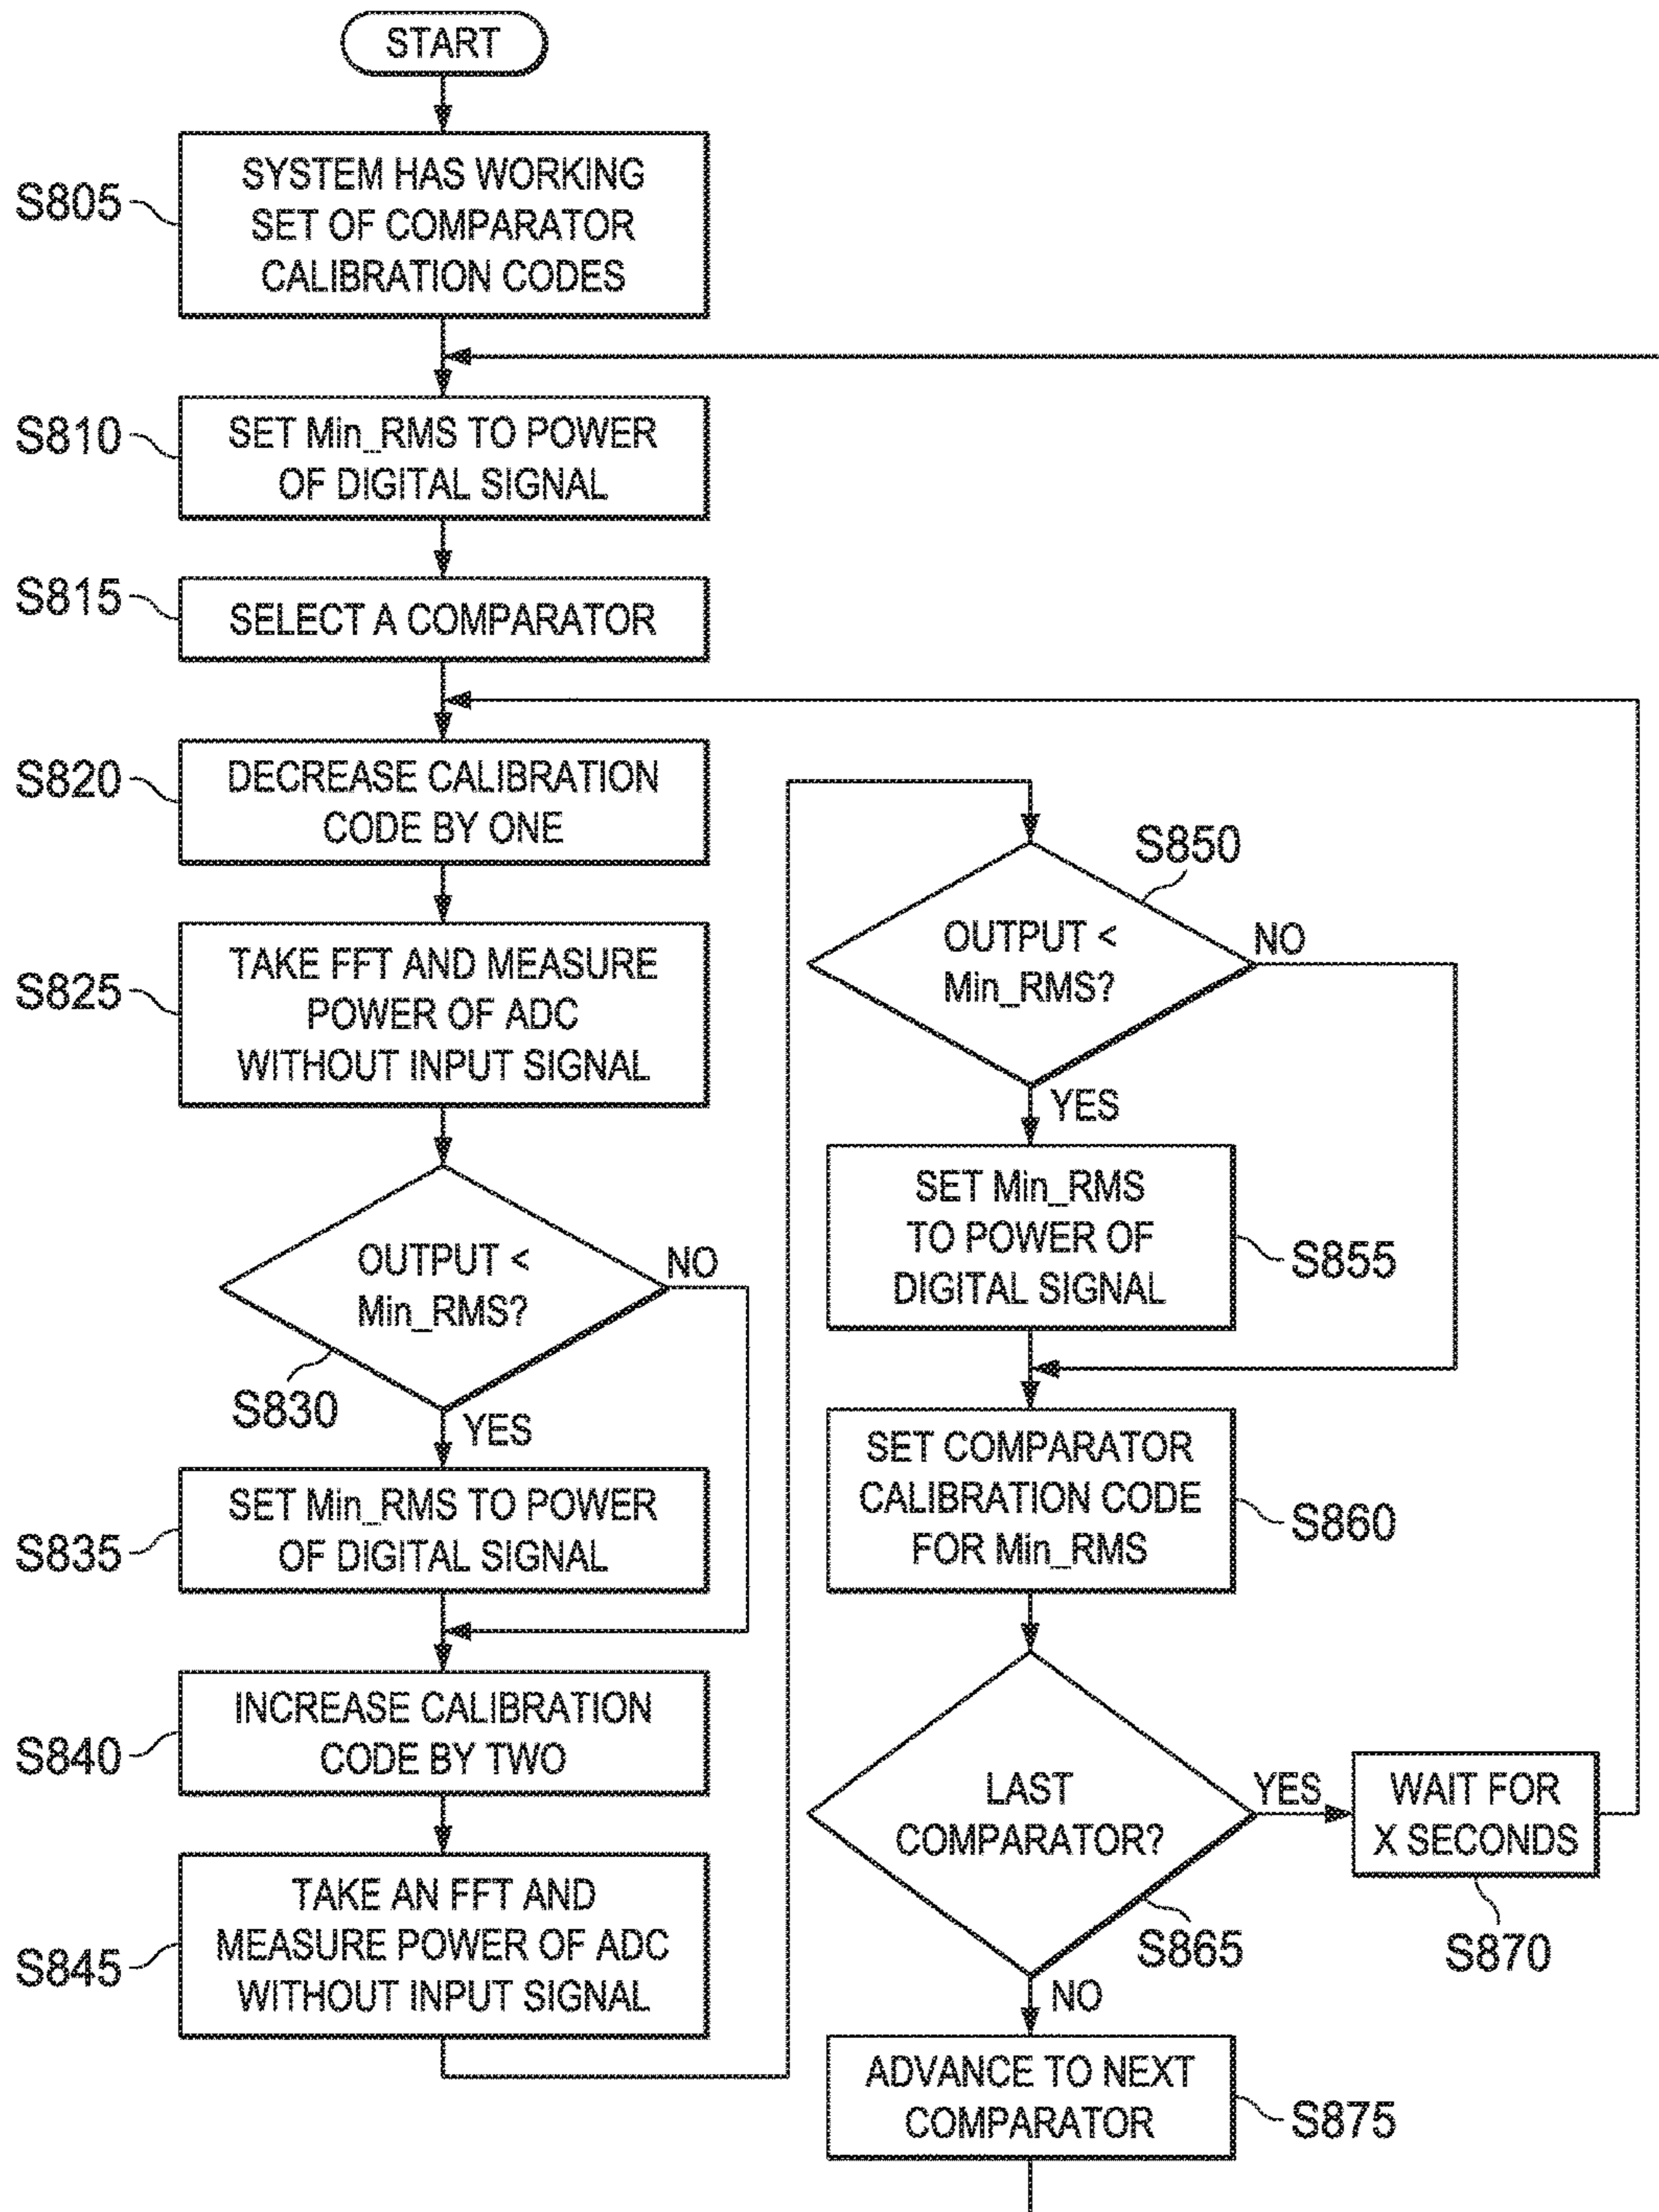 START
S805
SYSTEM HAS WORKING
SET OF COMPARATOR
CALIBRATION CODES
S810
SET Min_RMS TO POWER
OF DIGITAL SIGNAL
S815
SELECT A COMPARATOR
S820
DECREASE CALIBRATION
CODE BY ONE
S825
TAKE FFT AND MEASURE
POWER OF ADC
WITHOUT INPUT SIGNAL
OUTPUT <
Min_RMS?
NO
S830
YES
S835
SET Min_RMS TO POWER
OF DIGITAL SIGNAL
S840
INCREASE CALIBRATION
CODE BY TWO
S845
TAKE AN FFT AND
MEASURE POWER OF ADC
WITHOUT INPUT SIGNAL
S850
OUTPUT <
Min_RMS?
NO
YES
SET Min_RMS
TO POWER OF
DIGITAL SIGNAL
S855
SET COMPARATOR
CALIBRATION CODE
FOR Min_RMS
S860
LAST
COMPARATOR?
YES
S865
WAIT FOR
X SECONDS
S870
NO
ADVANCE TO NEXT
COMPARATOR
S875